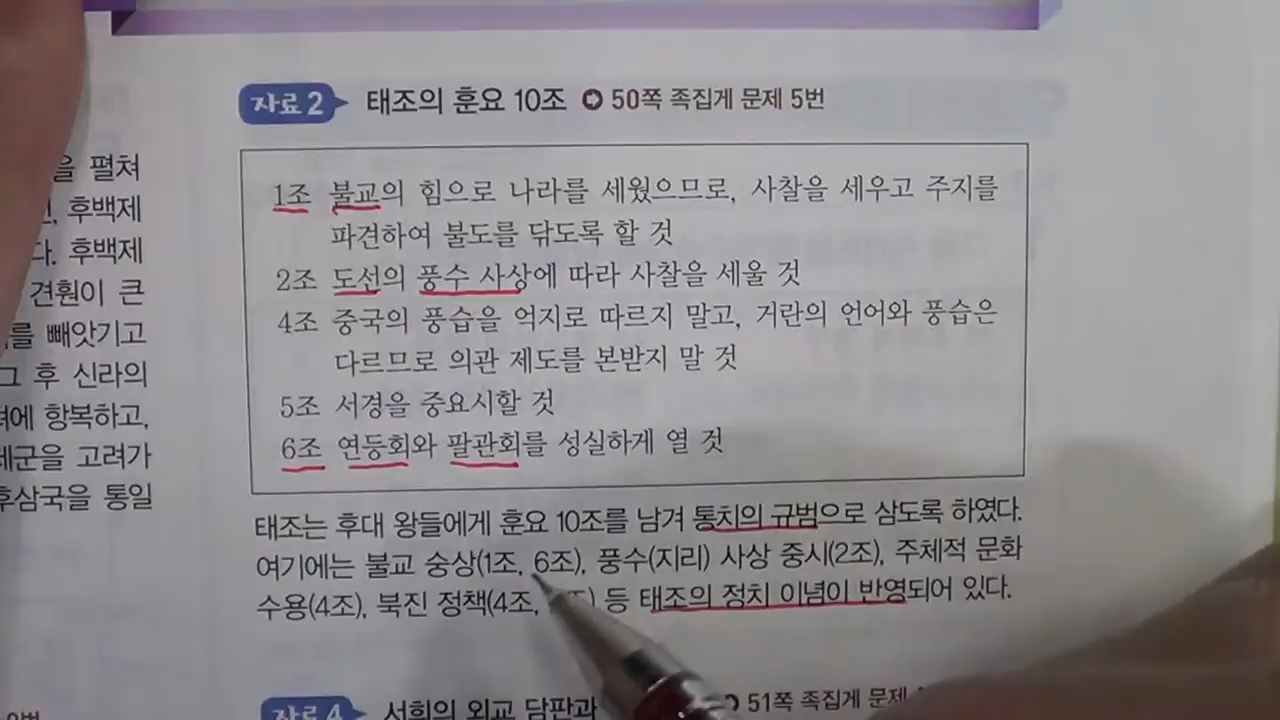 자료 2 태조의 훈요 10조 ➲ 50쪽 족집게 문제 5번
1조 불교의 힘으로 나라를 세웠으므로, 사찰을 세우고 주지를
파견하여 불도를 닦도록 할 것
2조 도선의 풍수 사상에 따라 사찰을 세울 것
4조 중국의 풍습을 억지로 따르지 말고, 거란의 언어와 풍습은
다르므로 의관 제도를 본받지 말 것
5조 서경을 중요시할 것
6조 연등회와 팔관회를 성실하게 열 것
태조는 후대 왕들에게 훈요 10조를 남겨 통치의 규범으로 삼도록 하였다.
여기에는 불교 숭상(1조, 6조), 풍수(지리) 사상 중시(2조), 주체적 문화
수용(4조), 북진 정책(4조, 등 태조의 정치 이념이 반영되어 있다.
자료 4 서희의 외교 담판과 51쪽 족집게 문제
을 펼쳐
후백제
다. 후백제
견훤이 큰
를 빼앗기고
그 후 신라의
려에 항복하고,
세군을 고려가
후삼국을 통일